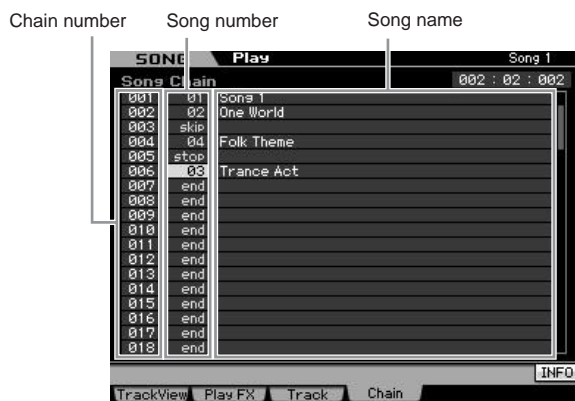 Chain number Song number Song name
SONG Play Song 1
Song Chain 002 : 02 : 002
001 01 Song 1
002 02 One World
003 skip
004 04 Folk Theme
005 stop
006 03 Trance Act
007 end
008 end
009 end
010 end
011 end
012 end
013 end
014 end
015 end
016 end
017 end
018 end
INFO
TrackView Play FX Track Chain